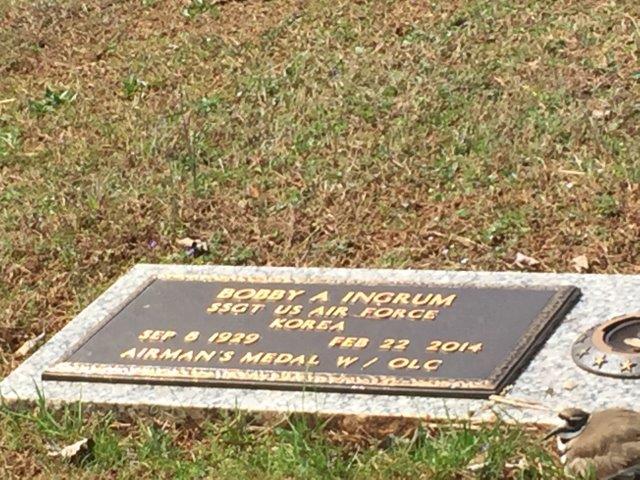 BOBBY A INGRUM
SSGT US AIR FORCE
KOREA
SEP 8 1929 FEB 22 2014
AIRMAN'S MEDAL W / OLC